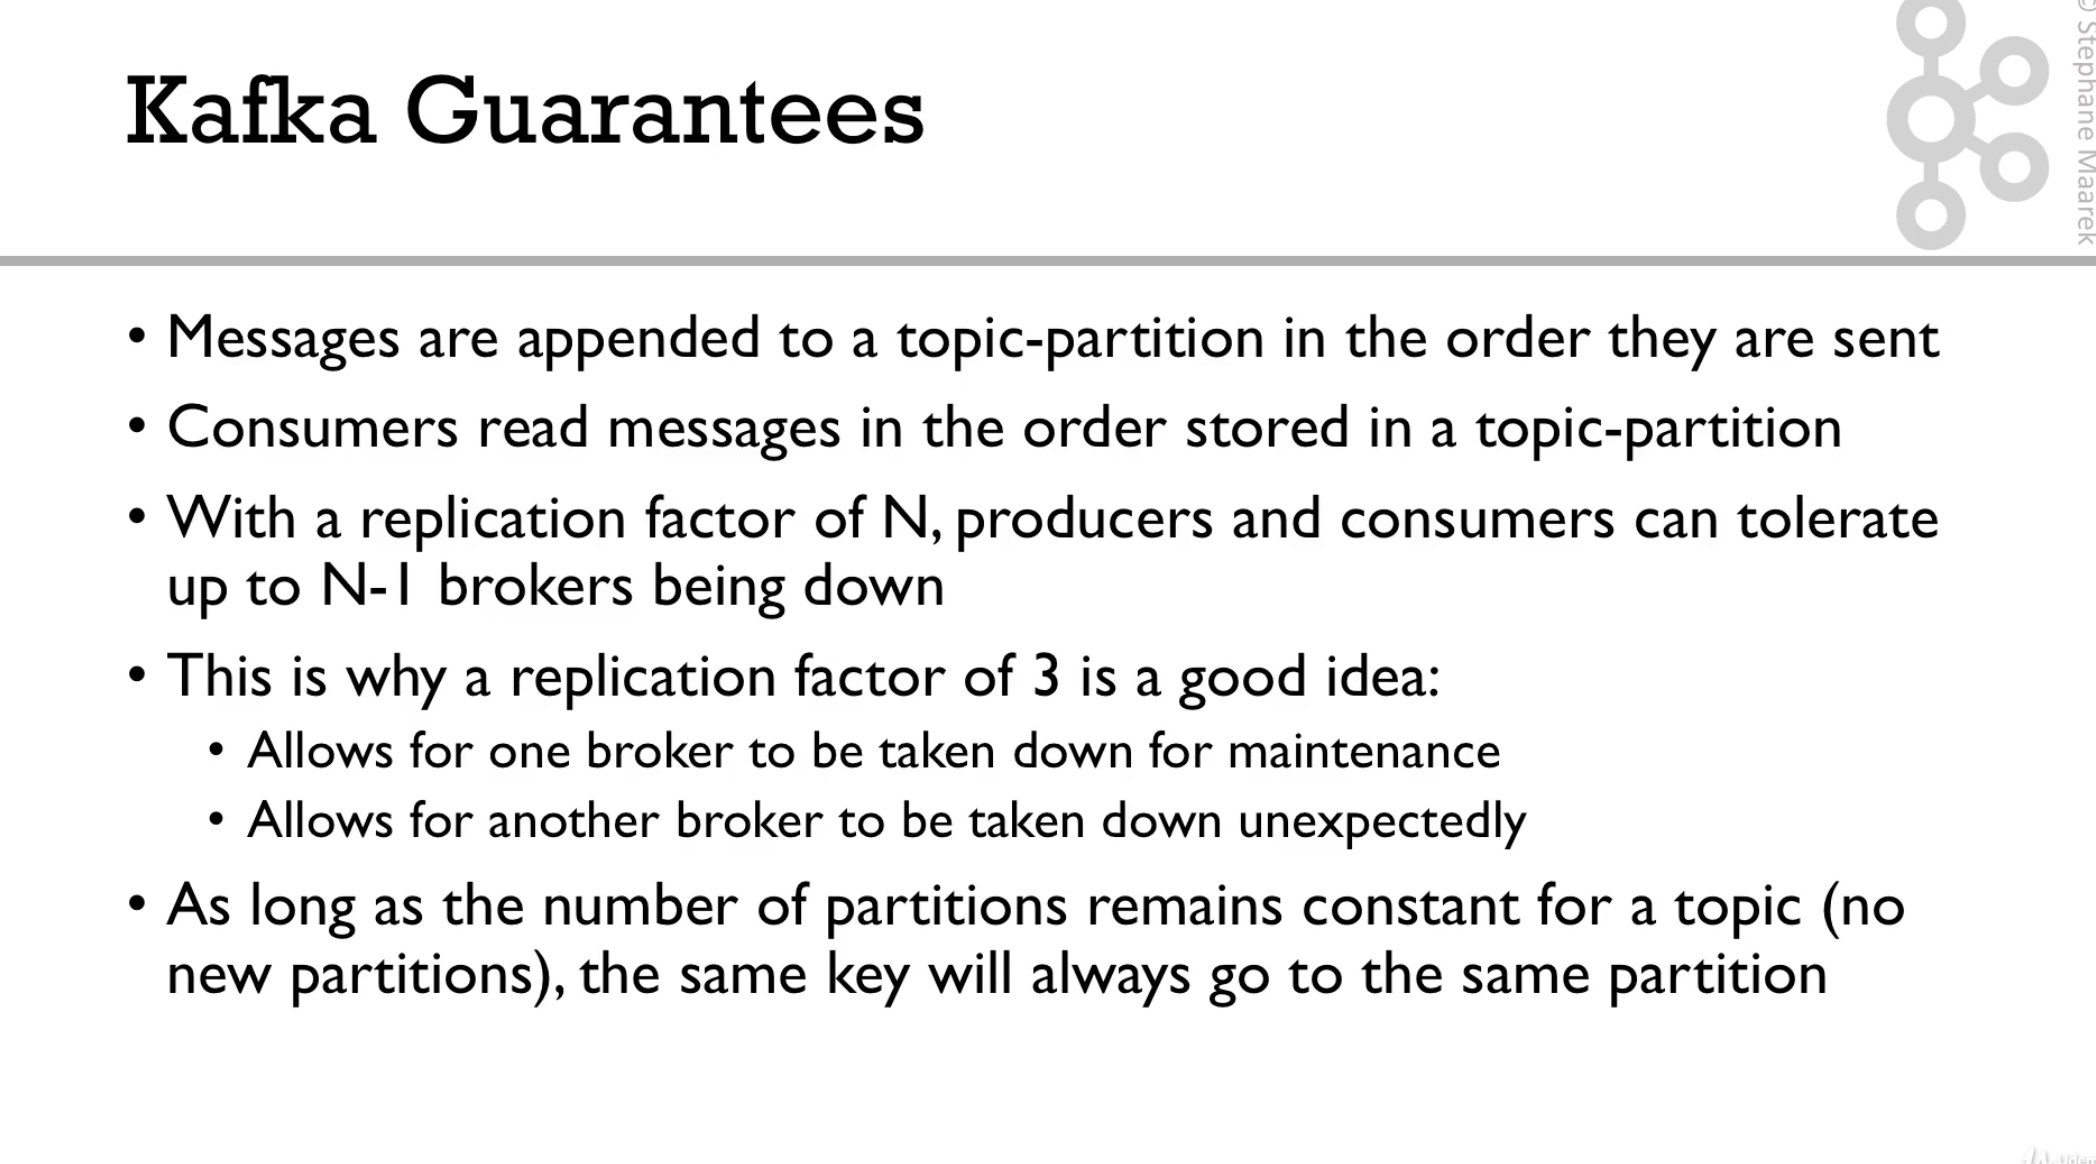 Kafka Guarantees
© Stephane Maarek
• Messages are appended to a topic-partition in the order they are sent
• Consumers read messages in the order stored in a topic-partition
• With a replication factor of N, producers and consumers can tolerate
up to N-1 brokers being down
• This is why a replication factor of 3 is a good idea:
• Allows for one broker to be taken down for maintenance
• Allows for another broker to be taken down unexpectedly
• As long as the number of partitions remains constant for a topic (no
new partitions), the same key will always go to the same partition